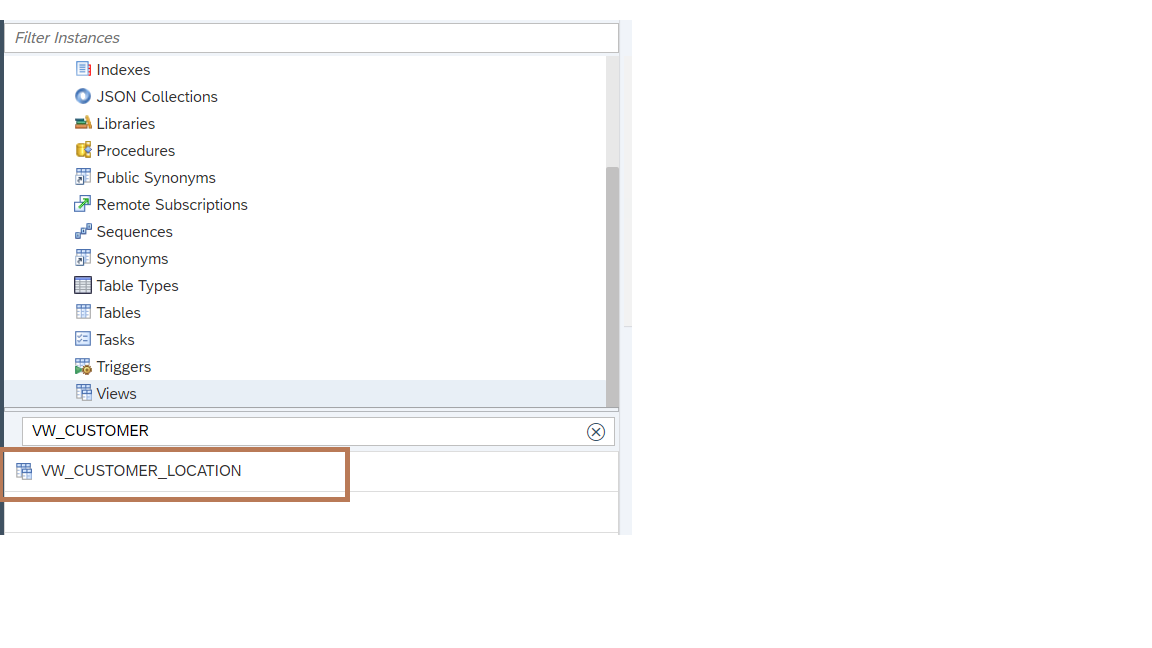 Filter Instances
Indexes
JSON Collections
Libraries
Procedures
Public Synonyms
Remote Subscriptions
Sequences
Synonyms
Table Types
Tables
Tasks
Triggers
Views
VW_CUSTOMER
VW_CUSTOMER_LOCATION